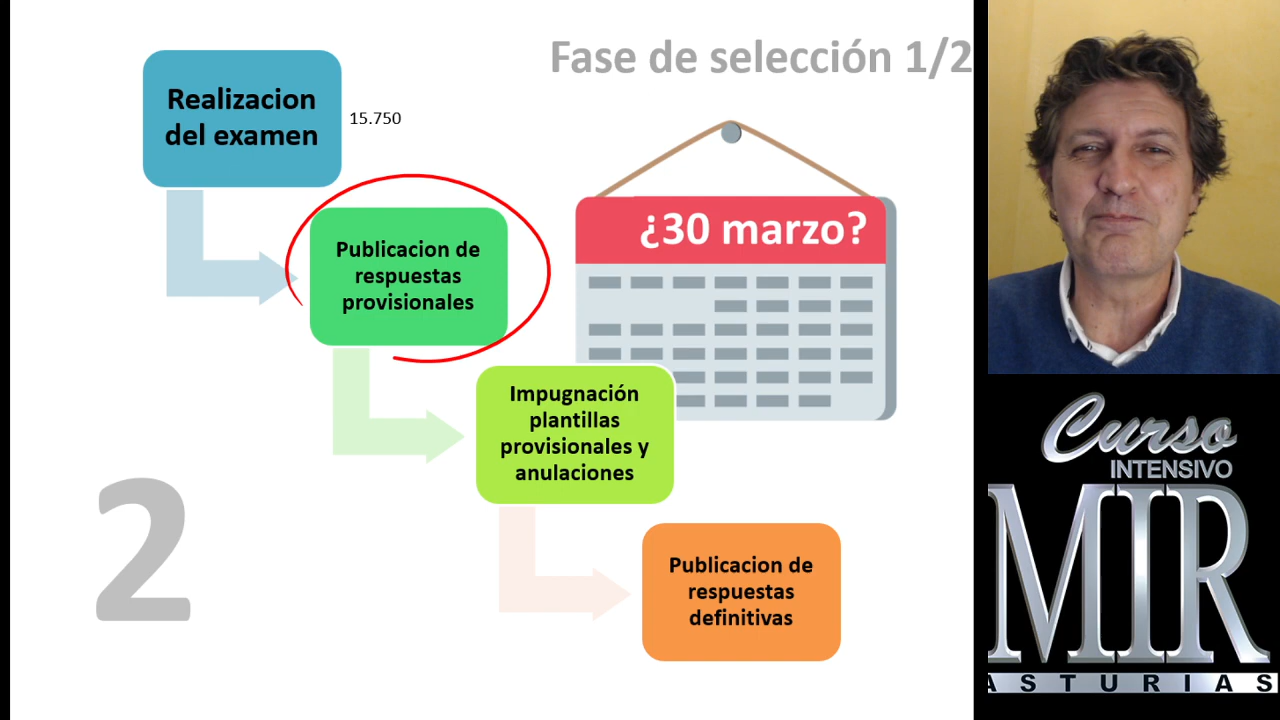 Fase de selección 1/2
Realizacion
del examen
15.750
¿30 marzo?
Publicacion de
respuestas
provisionales
Impugnación
plantillas
provisionales y
anulaciones
Publicacion de
respuestas
definitivas
2
Curso
INTENSIVO
MIR
ASTURIAS